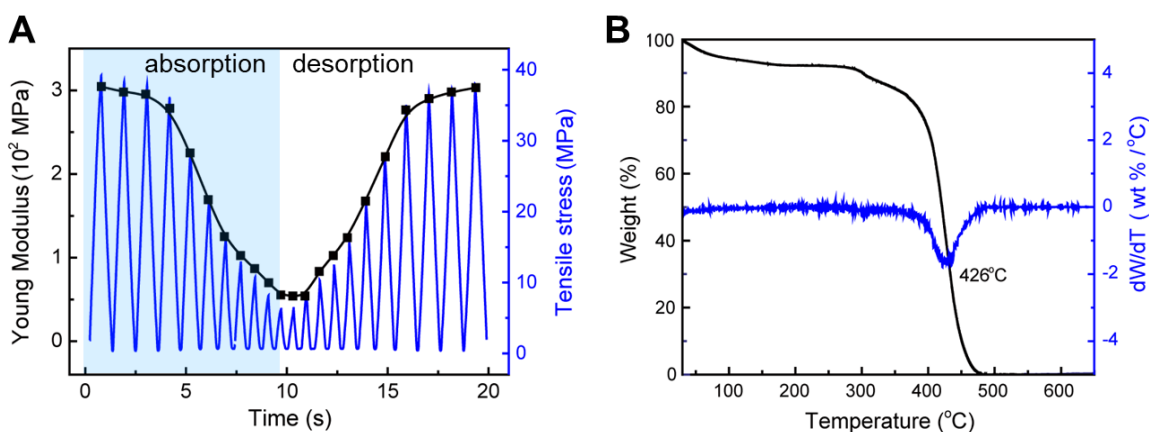 A
absorption
desorption
Young Modulus (10² MPa)
3
2
1
0
40
30
20
10
0
Tensile stress (MPa)
0
5
10
15
20
Time (s)
B
Weight (%)
100
80
60
40
20
0
4
2
0
-2
-4
dW/dT ( wt % /°C)
426°C
100
200
300
400
500
600
Temperature (°C)